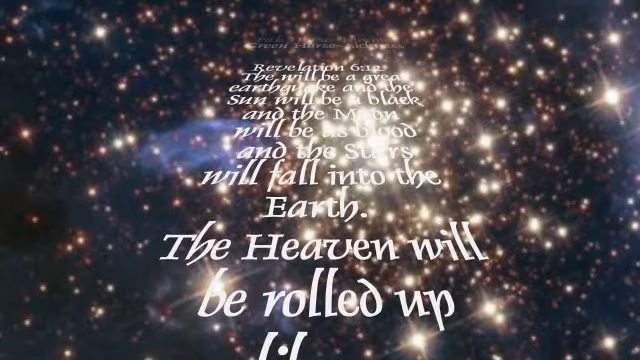 Green Horse-Sickness.
Revelation 6:12
The will be a great
earthquake and the
Sun will be a black
and the Moon
will be as blood
and the Stars
will fall into the
Earth.
The Heaven will
be rolled up